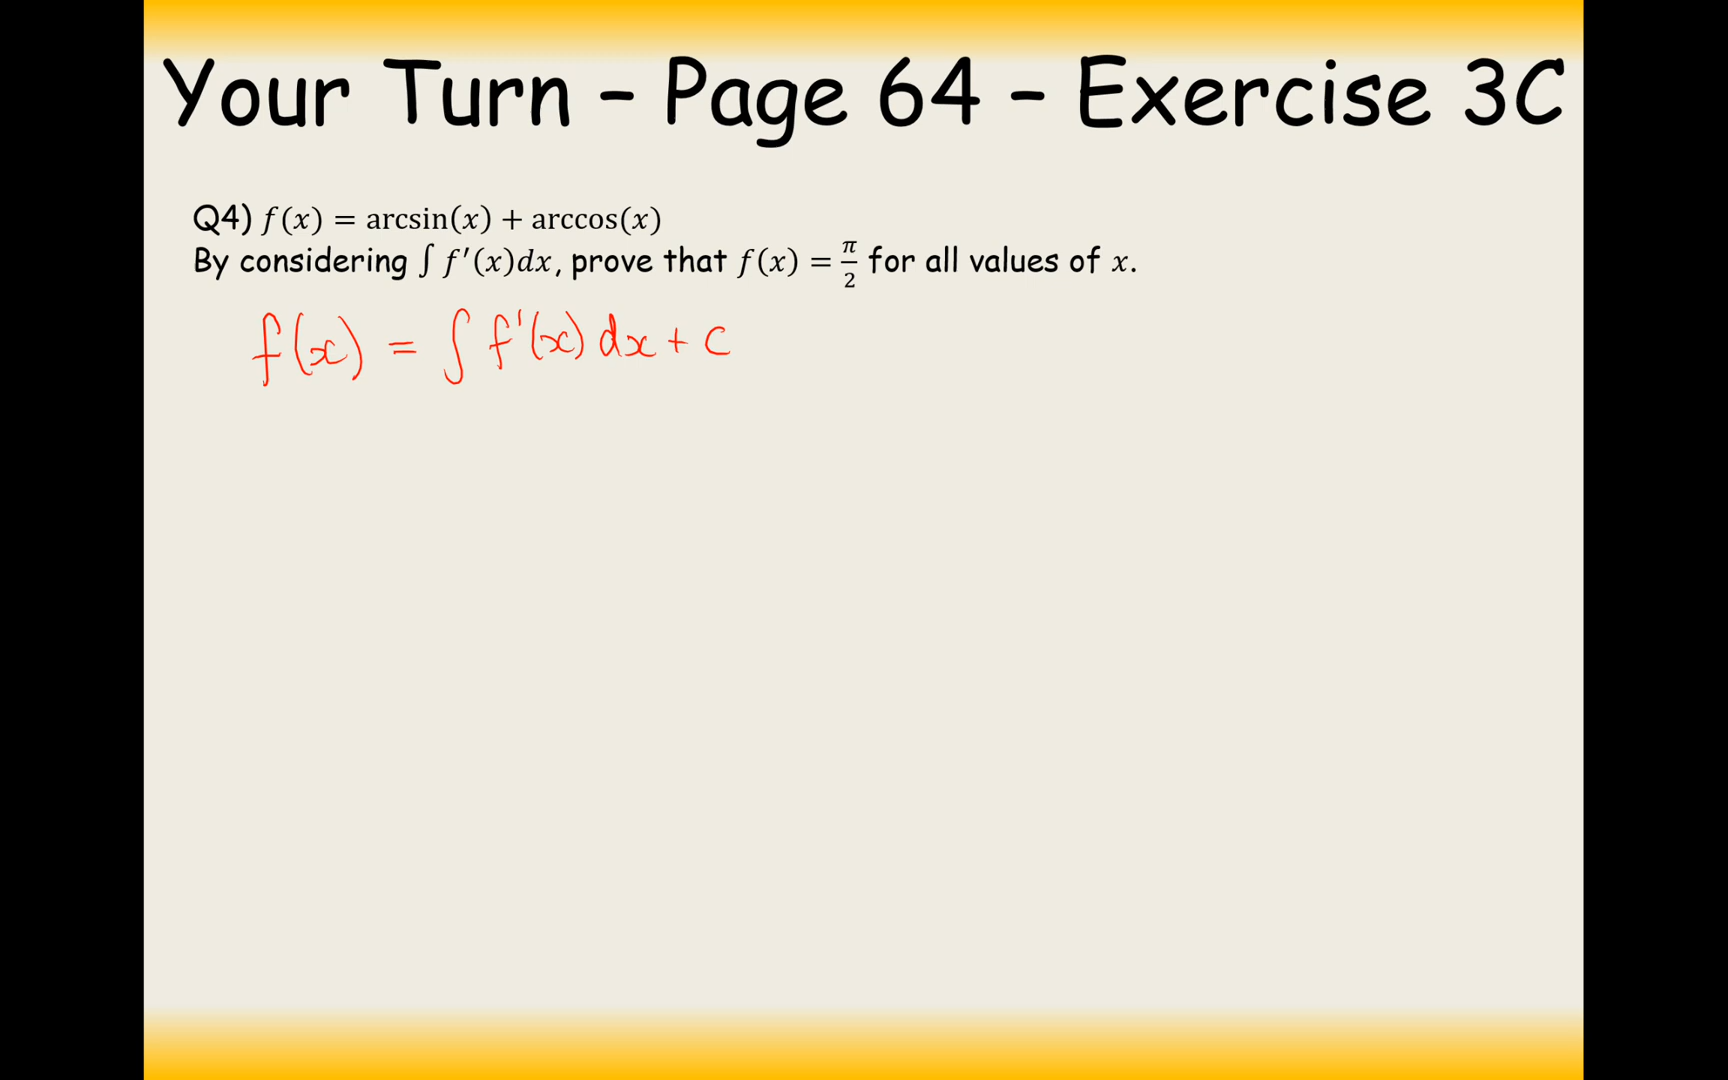 Your Turn – Page 64 – Exercise 3C
Q4) f(x) = arcsin(x) + arccos(x)
By considering ∫ f′(x)dx, prove that f(x) = π/2 for all values of x.
f(x) = ∫ f'(x) dx + c